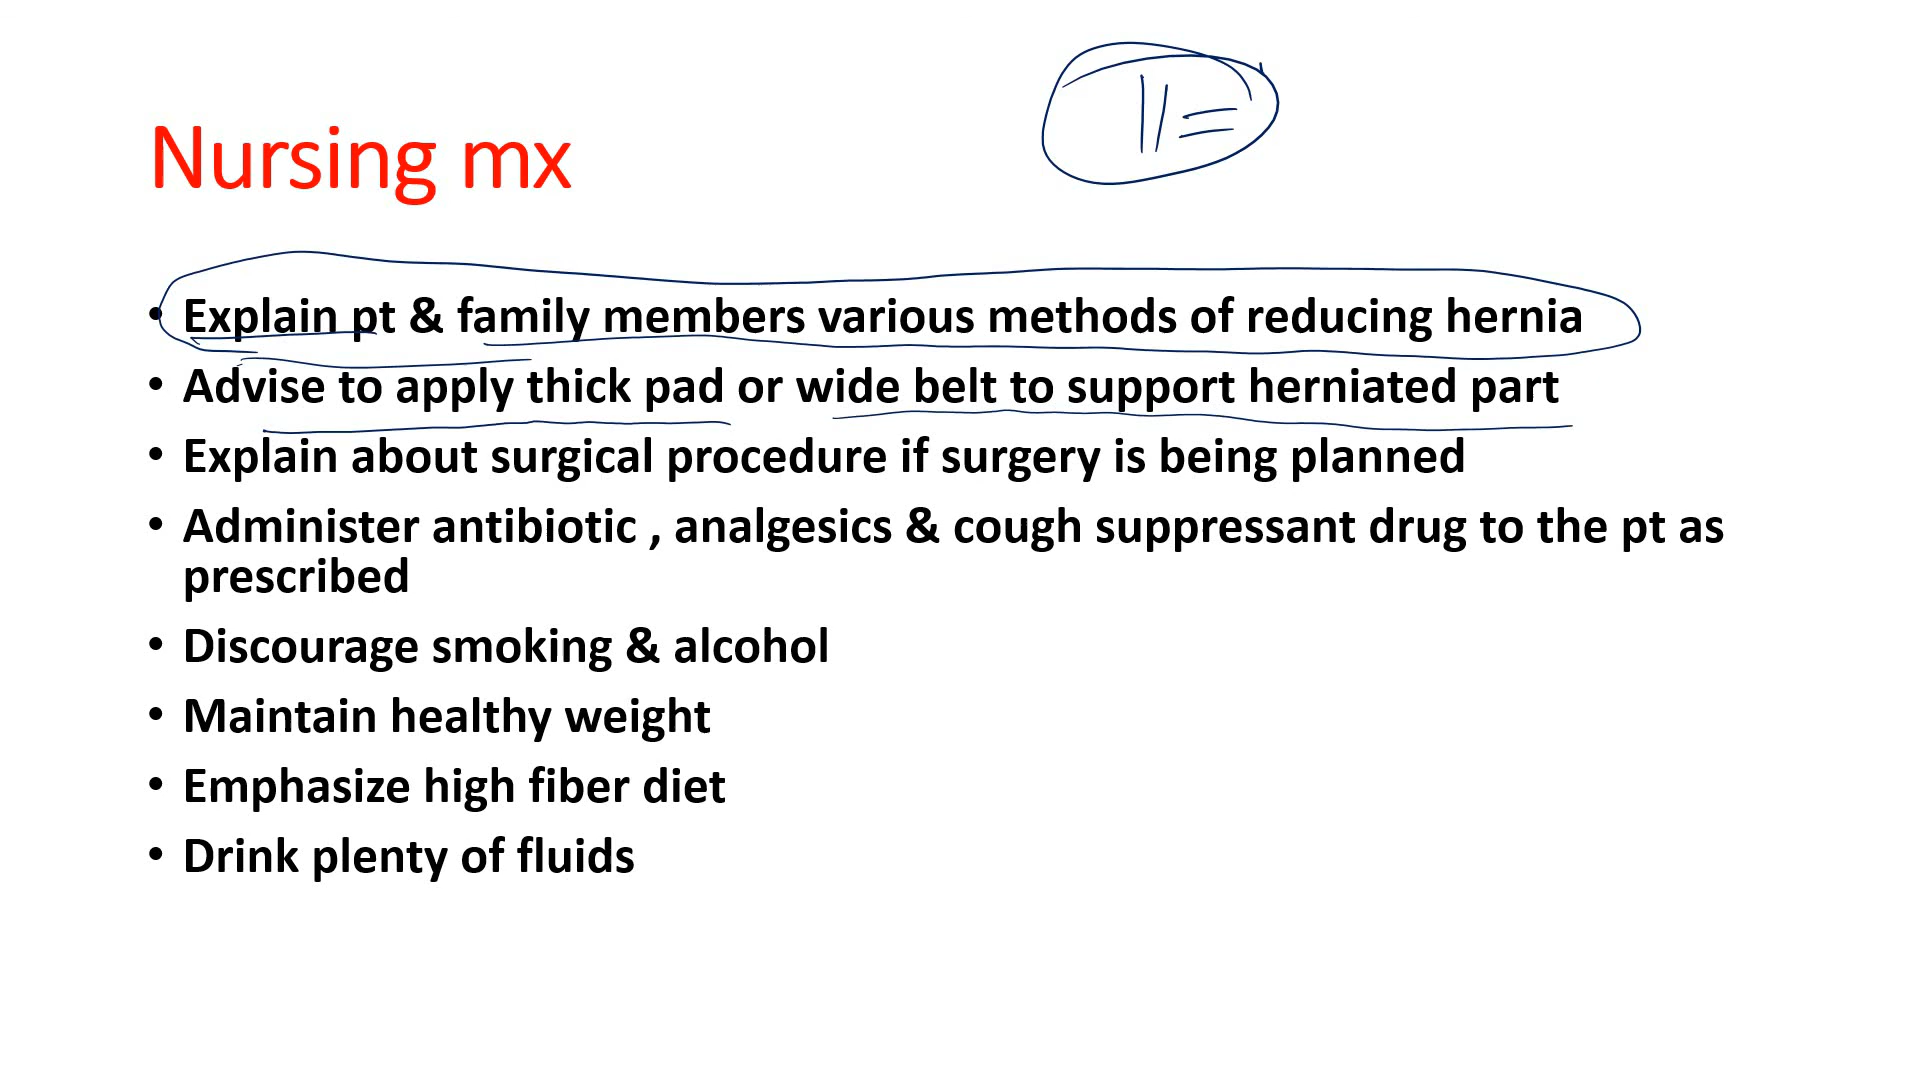 Nursing mx
• Explain pt & family members various methods of reducing hernia
• Advise to apply thick pad or wide belt to support herniated part
• Explain about surgical procedure if surgery is being planned
• Administer antibiotic , analgesics & cough suppressant drug to the pt as
prescribed
• Discourage smoking & alcohol
• Maintain healthy weight
• Emphasize high fiber diet
• Drink plenty of fluids